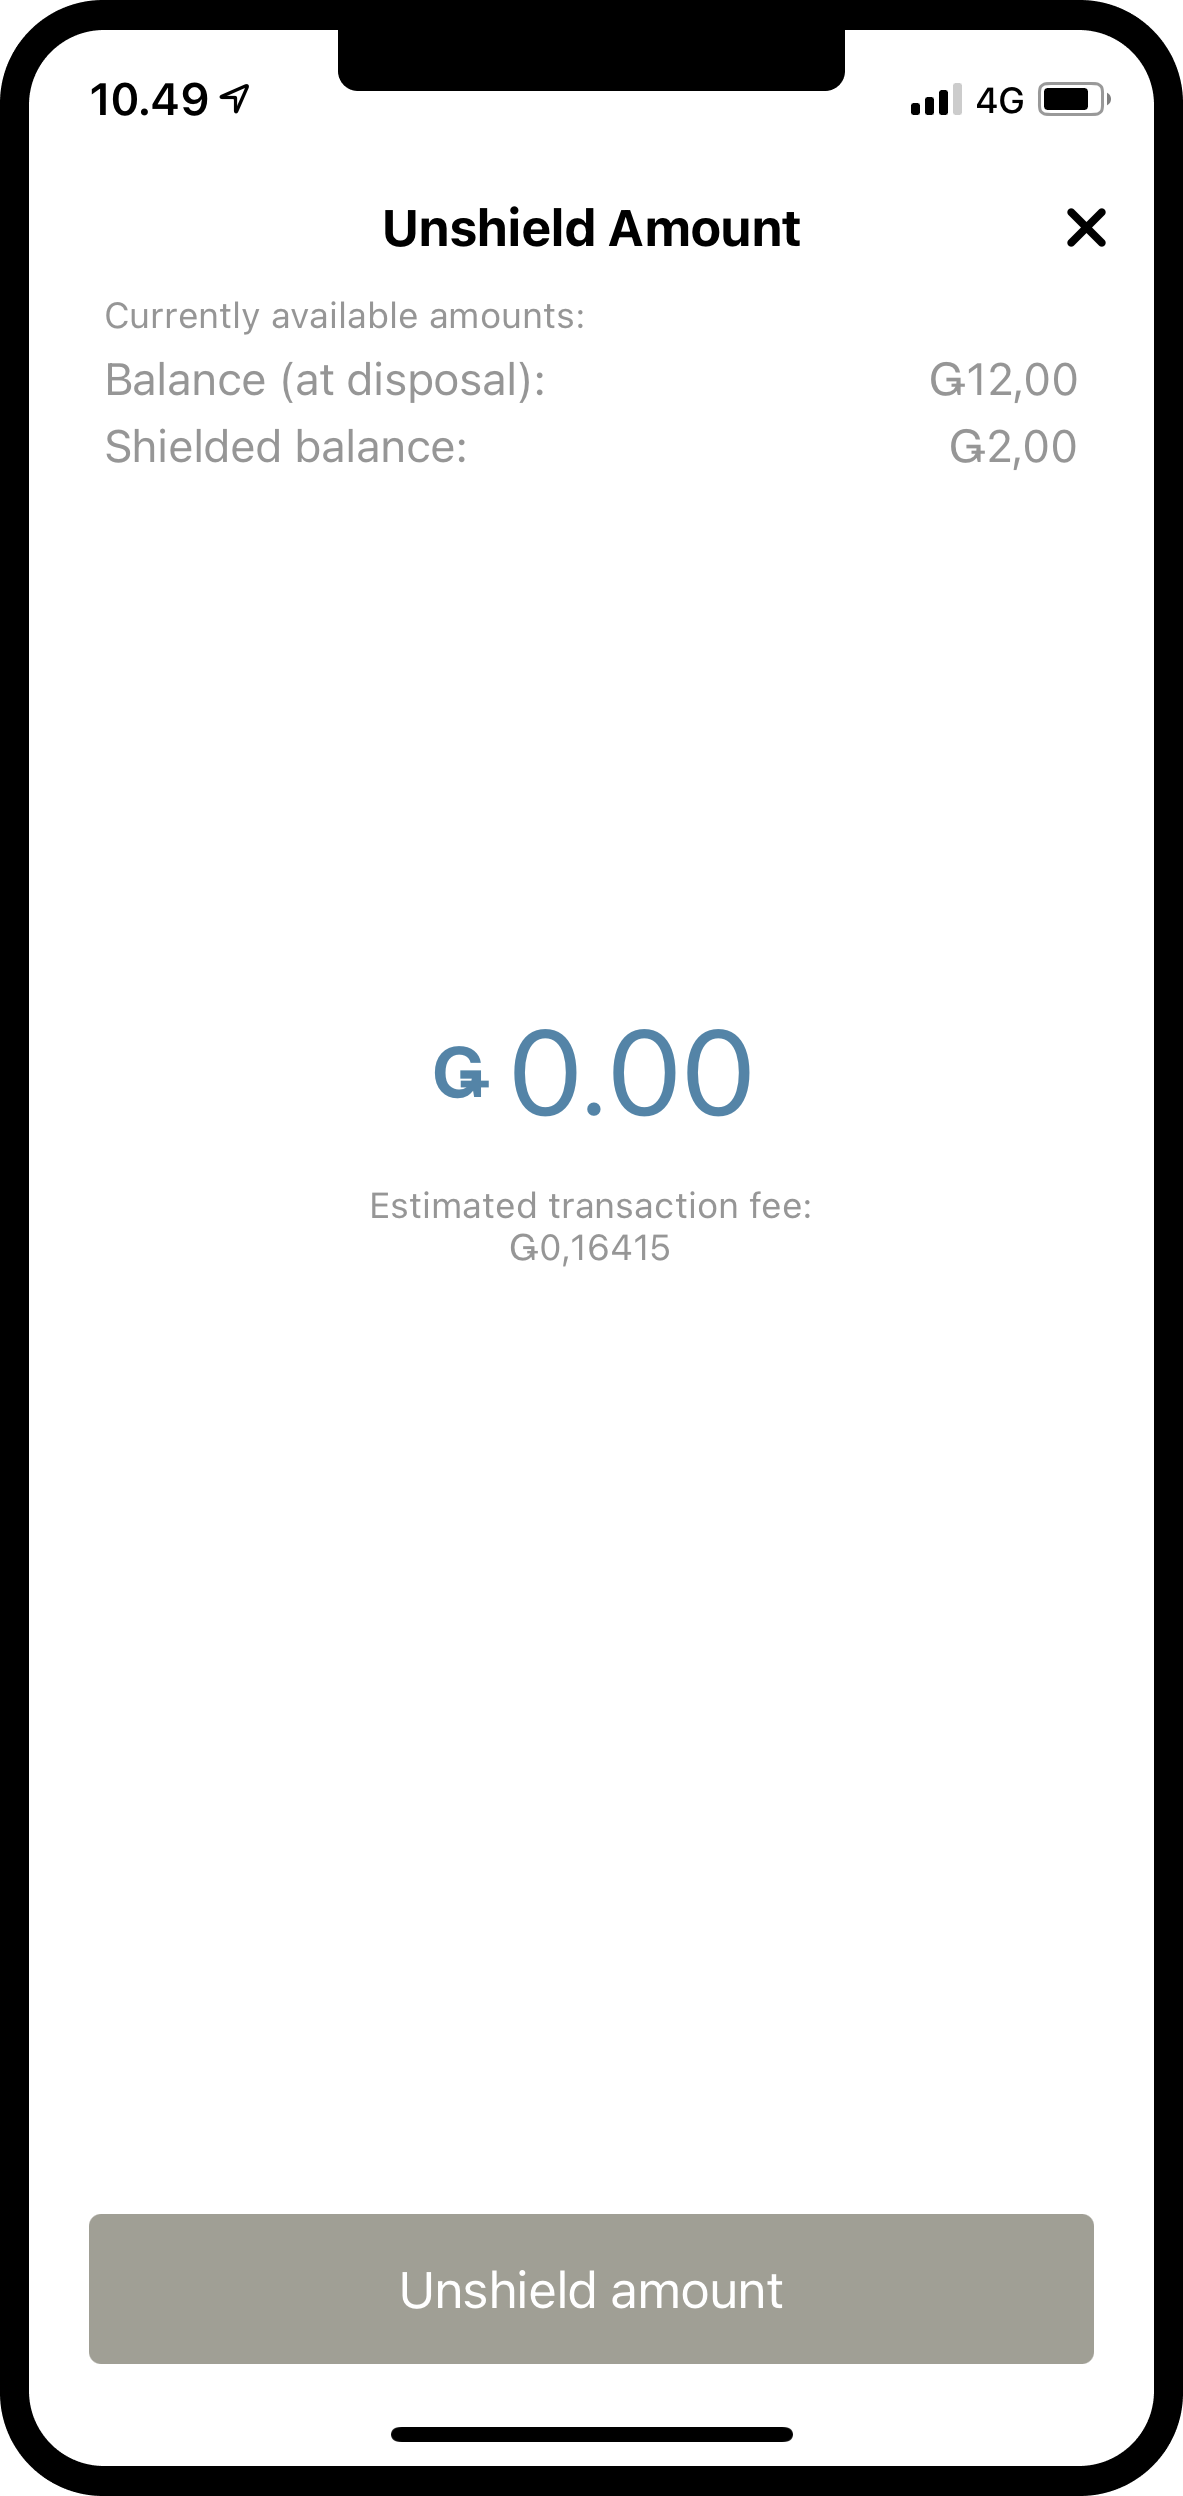 10.49
4G
Unshield Amount
Currently available amounts:
Balance (at disposal): Ǥ12,00
Shielded balance: Ǥ2,00
Ǥ 0.00
Estimated transaction fee:
Ǥ0,16415
Unshield amount